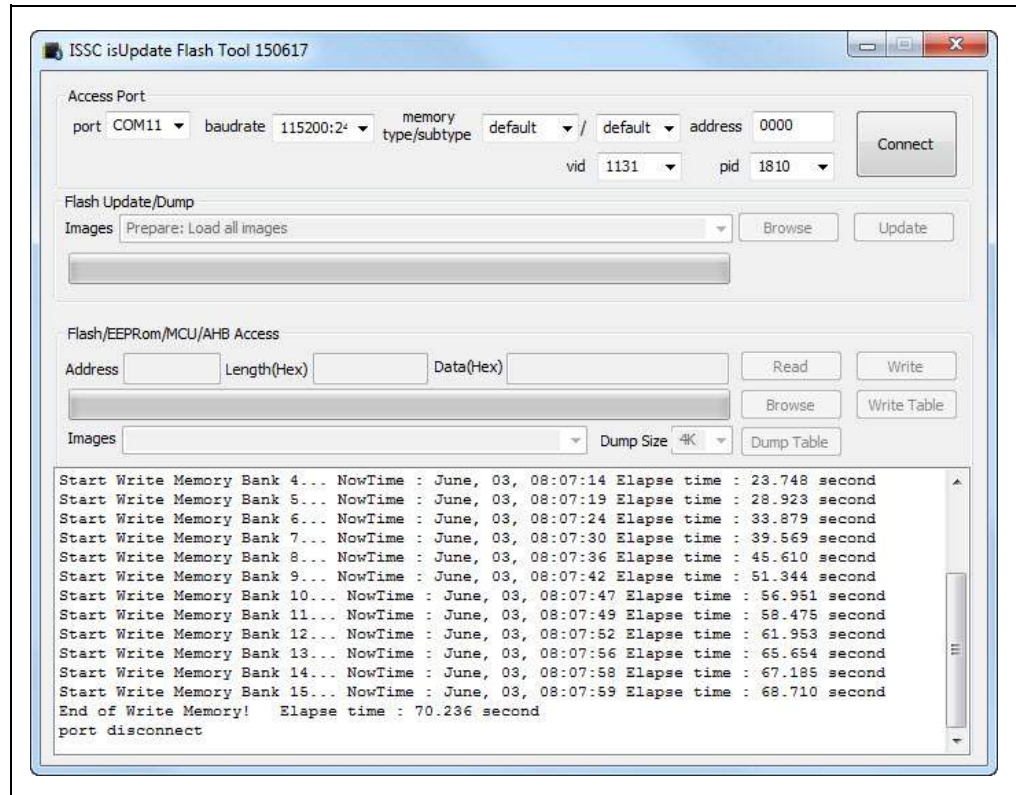 ISSC isUpdate Flash Tool 150617
Access Port
port COM11 baudrate 115200:24 memory type/subtype default / default address 0000
Connect
vid 1131 pid 1810
Flash Update/Dump
Images Prepare: Load all images Browse Update
Flash/EEPRom/MCU/AHB Access
Address Length(Hex) Data(Hex) Read Write
Browse Write Table
Images Dump Size 4K Dump Table
Start Write Memory Bank 4... NowTime : June, 03, 08:07:14 Elapse time : 23.748 second
Start Write Memory Bank 5... NowTime : June, 03, 08:07:19 Elapse time : 28.923 second
Start Write Memory Bank 6... NowTime : June, 03, 08:07:24 Elapse time : 33.879 second
Start Write Memory Bank 7... NowTime : June, 03, 08:07:30 Elapse time : 39.569 second
Start Write Memory Bank 8... NowTime : June, 03, 08:07:36 Elapse time : 45.610 second
Start Write Memory Bank 9... NowTime : June, 03, 08:07:42 Elapse time : 51.344 second
Start Write Memory Bank 10... NowTime : June, 03, 08:07:47 Elapse time : 56.951 second
Start Write Memory Bank 11... NowTime : June, 03, 08:07:49 Elapse time : 58.475 second
Start Write Memory Bank 12... NowTime : June, 03, 08:07:52 Elapse time : 61.953 second
Start Write Memory Bank 13... NowTime : June, 03, 08:07:56 Elapse time : 65.654 second
Start Write Memory Bank 14... NowTime : June, 03, 08:07:58 Elapse time : 67.185 second
Start Write Memory Bank 15... NowTime : June, 03, 08:07:59 Elapse time : 68.710 second
End of Write Memory! Elapse time : 70.236 second
port disconnect